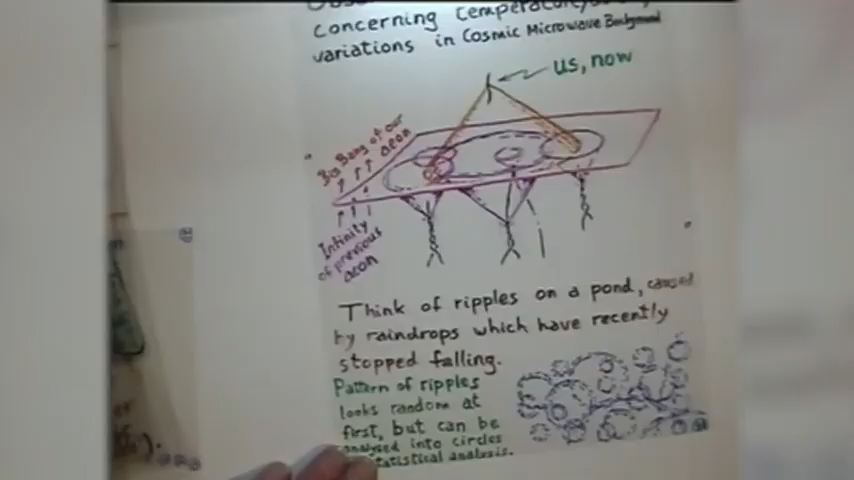 concerning temperature
variations in Cosmic Microwave Background
us, now
Big Bang of our
aeon
Infinity
of previous
aeon
Think of ripples on a pond, caused
by raindrops which have recently
stopped falling.
Pattern of ripples
looks random at
first, but can be
analysed into circles
statistical analysis.